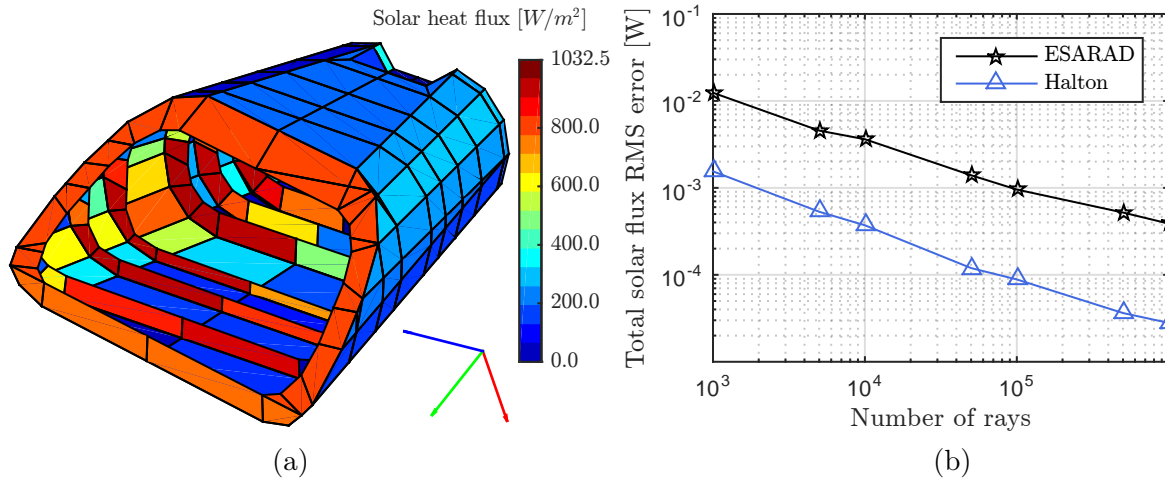 Solar heat flux [W/m²]
1032.5
800.0
600.0
400.0
200.0
0.0
(a)
Total solar flux RMS error [W]
10⁻¹
10⁻²
10⁻³
10⁻⁴
ESARAD
Halton
10³ 10⁴ 10⁵
Number of rays
(b)